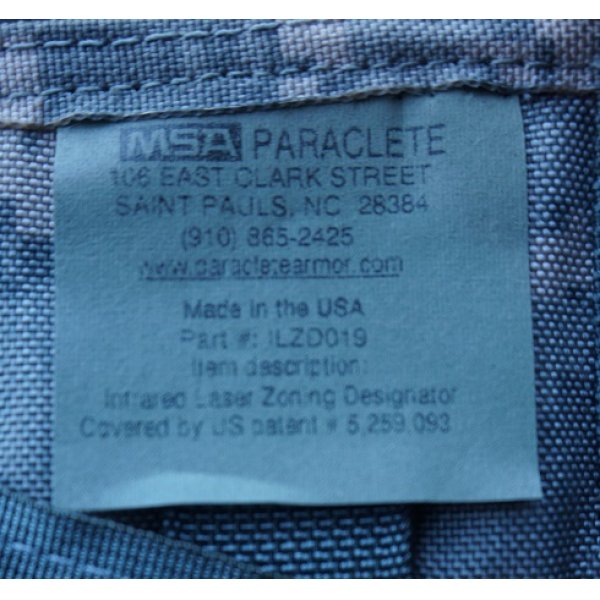 MSA PARACLETE
106 EAST CLARK STREET
SAINT PAULS, NC 28384
(910) 865-2425
www.paracletearmor.com
Made in the USA
Part #: ILZD019
Item description:
Infrared Laser Zoning Designator
Covered by US patent # 5,259,093